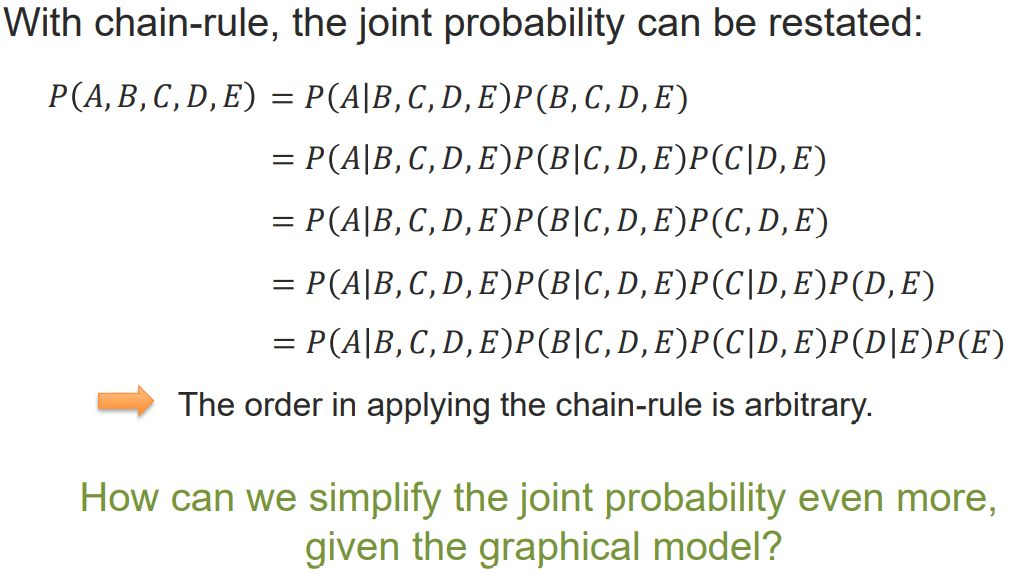 With chain-rule, the joint probability can be restated:
P(A, B, C, D, E) = P(A|B, C, D, E)P(B, C, D, E)
= P(A|B, C, D, E)P(B|C, D, E)P(C|D, E)
= P(A|B, C, D, E)P(B|C, D, E)P(C, D, E)
= P(A|B, C, D, E)P(B|C, D, E)P(C|D, E)P(D, E)
= P(A|B, C, D, E)P(B|C, D, E)P(C|D, E)P(D|E)P(E)
The order in applying the chain-rule is arbitrary.
How can we simplify the joint probability even more,
given the graphical model?